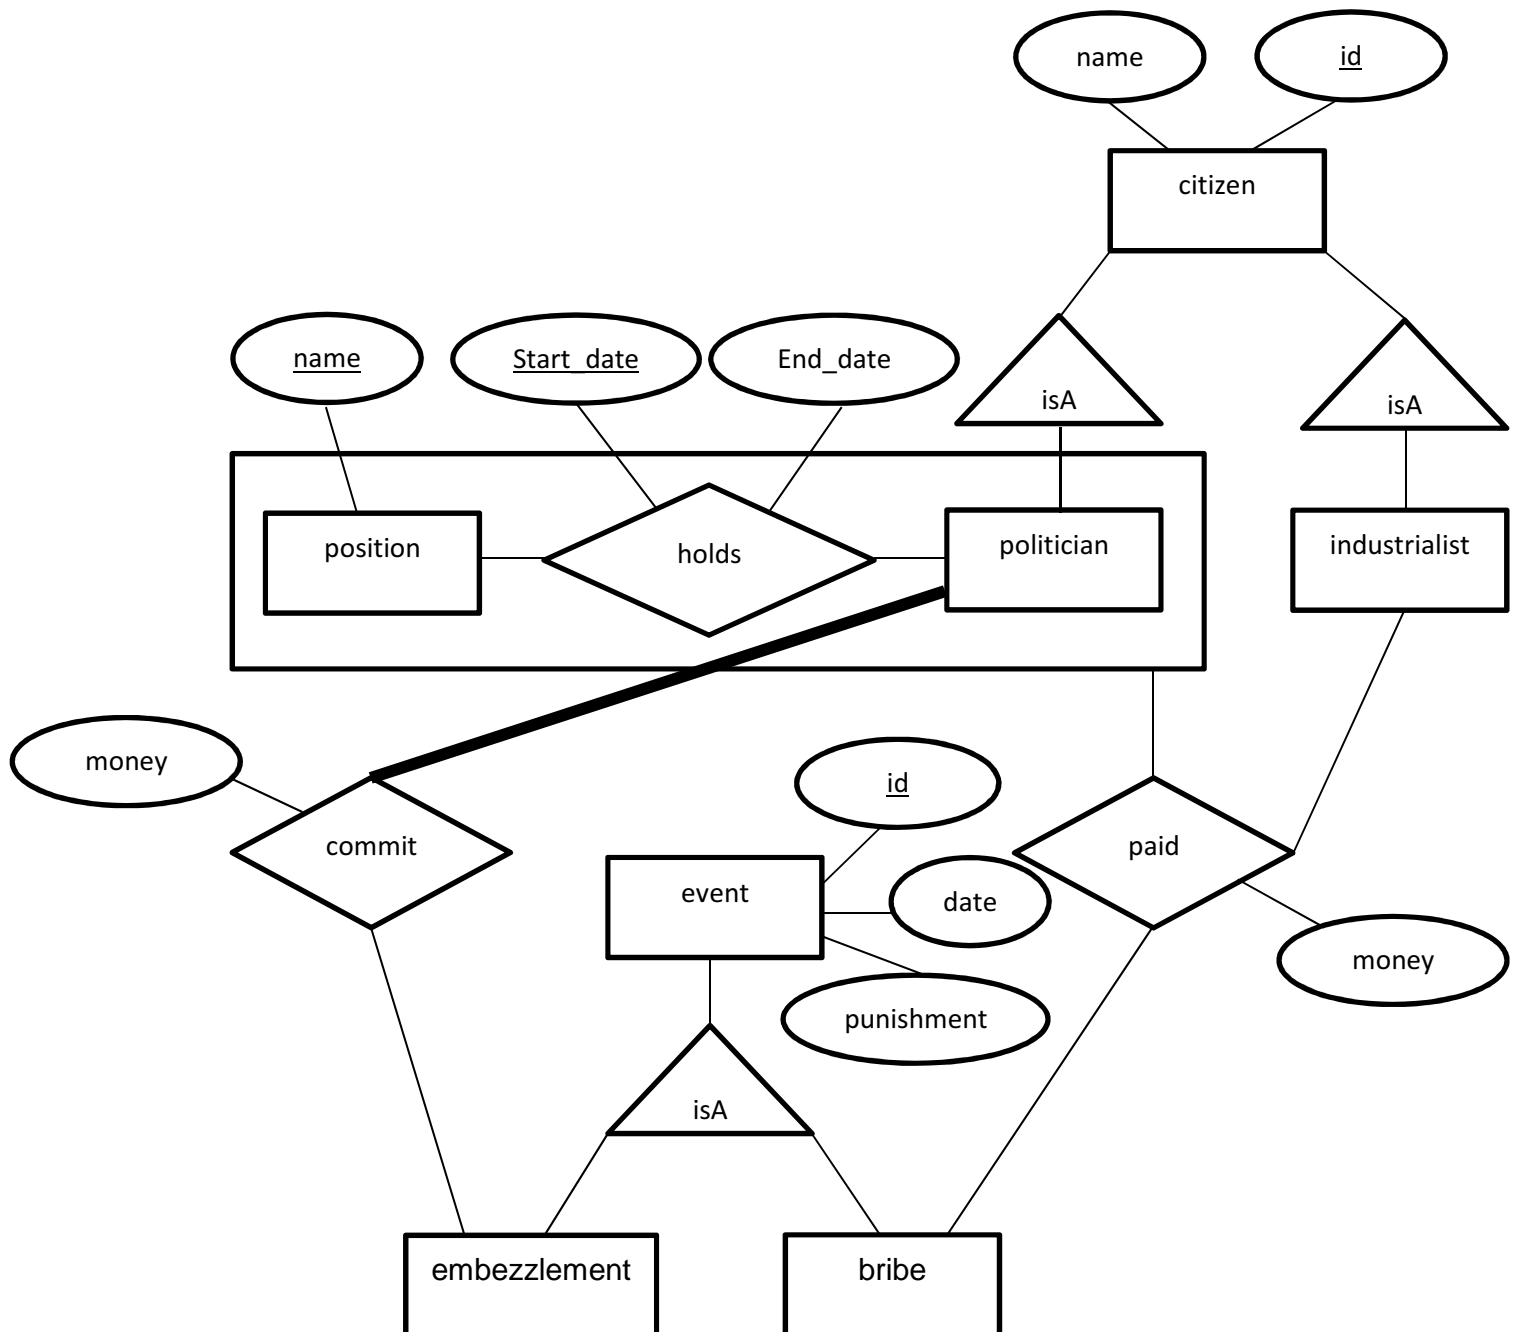 name
id
citizen
name
Start_date
End_date
isA
isA
position
holds
politician
industrialist
money
id
commit
event
date
paid
money
punishment
isA
embezzlement
bribe